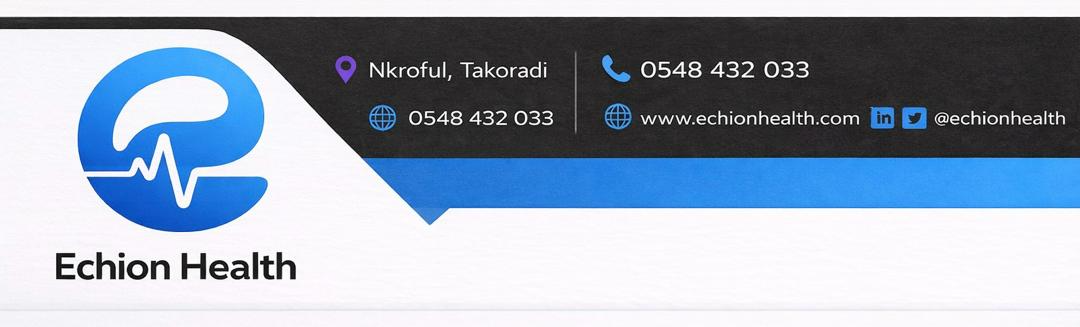 Nkroful, Takoradi
0548 432 033
0548 432 033
www.echionhealth.com in @echionhealth
Echion Health